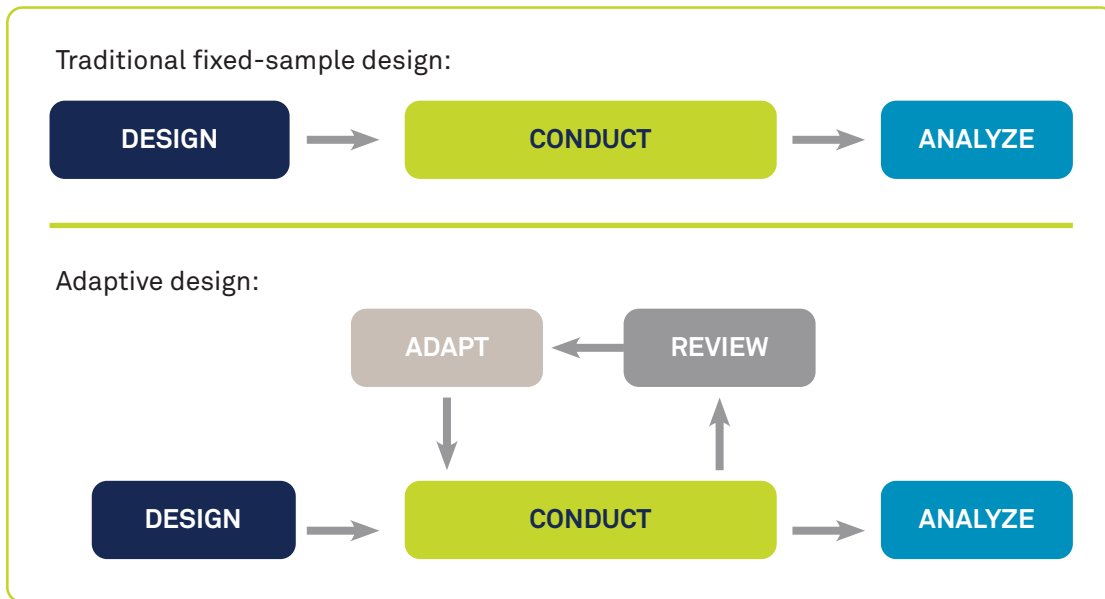 Traditional fixed-sample design:
DESIGN
CONDUCT
ANALYZE
Adaptive design:
ADAPT
REVIEW
DESIGN
CONDUCT
ANALYZE